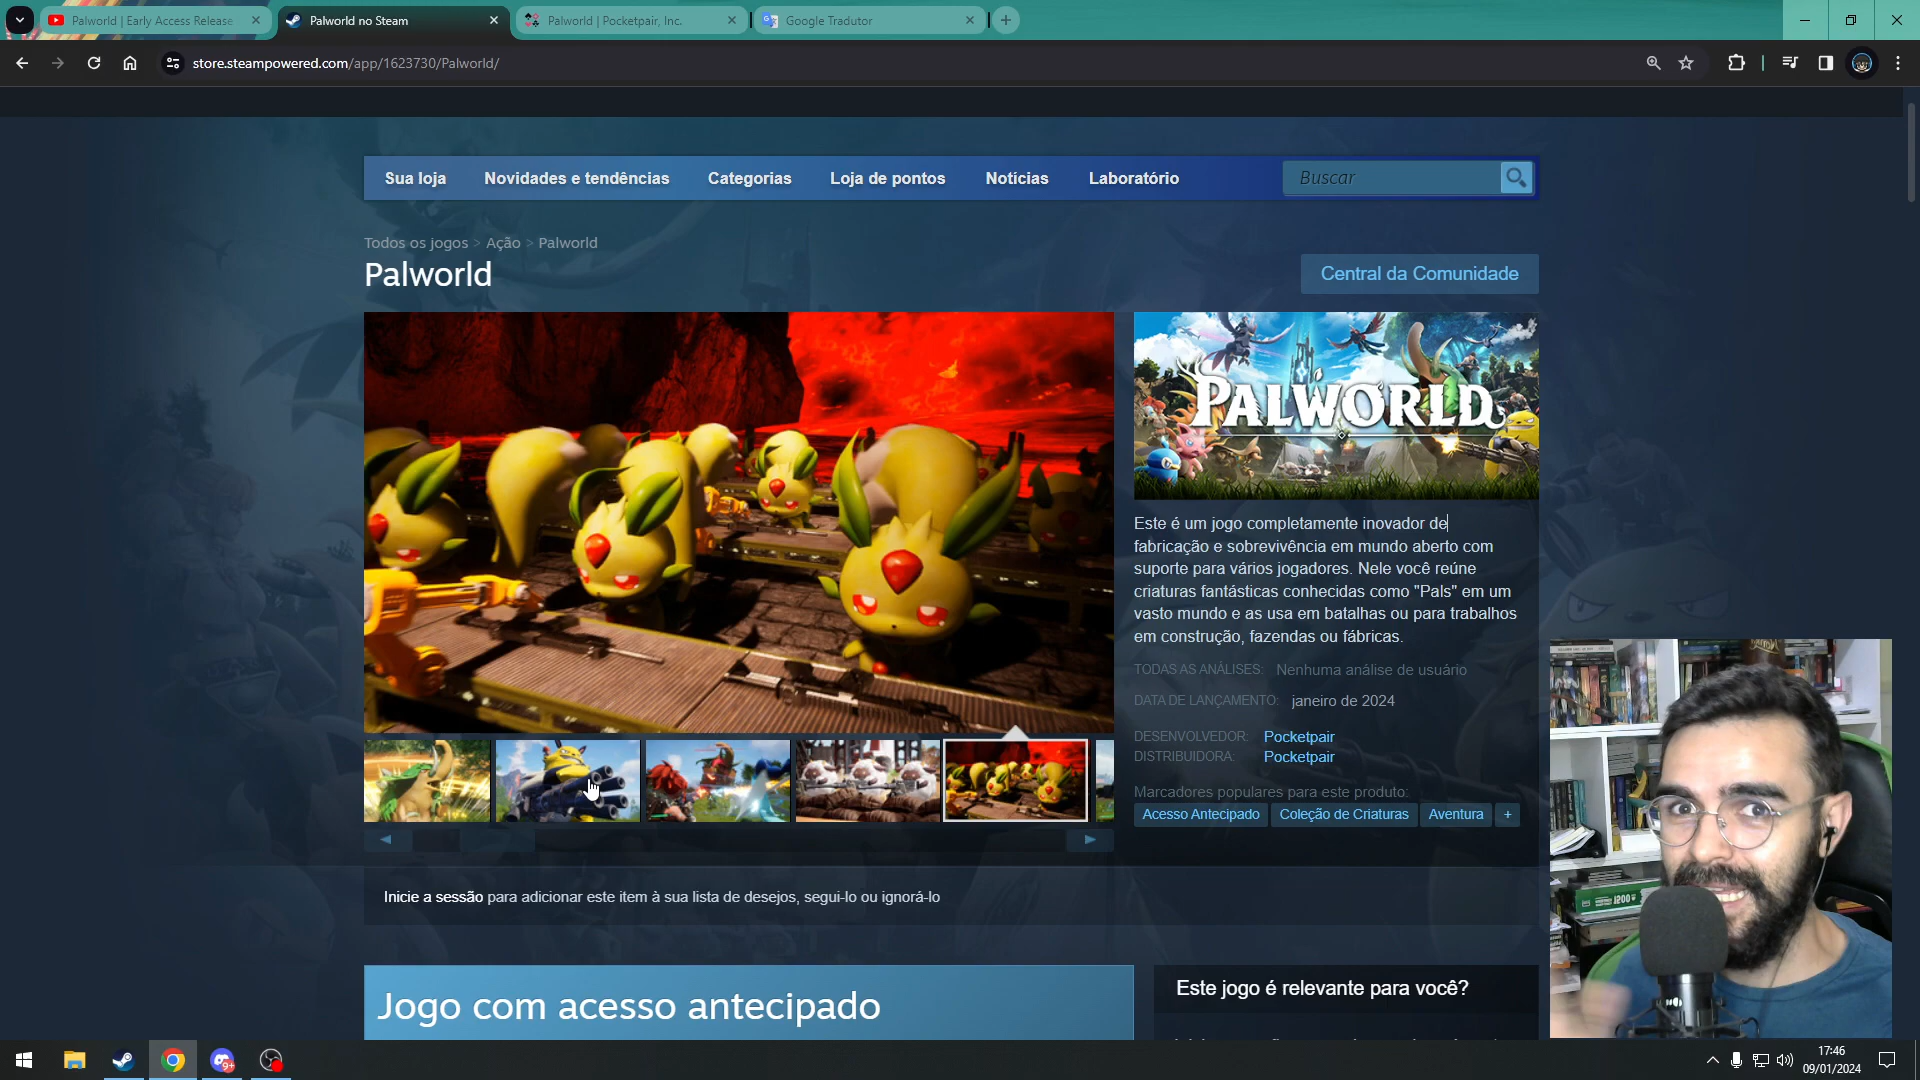 Palworld | Early Access Release
Palworld no Steam
Palworld | Pocketpair, Inc.
Google Tradutor
store.steampowered.com/app/1623730/Palworld/
Sua loja
Novidades e tendências
Categorias
Loja de pontos
Notícias
Laboratório
Buscar
Todos os jogos > Ação > Palworld
Palworld
Central da Comunidade
PALWORLD
Este é um jogo completamente inovador de
fabricação e sobrevivência em mundo aberto com
suporte para vários jogadores. Nele você reúne
criaturas fantásticas conhecidas como "Pals" em um
vasto mundo e as usa em batalhas ou para trabalhos
em construção, fazendas ou fábricas.
TODAS AS ANÁLISES: Nenhuma análise de usuário
DATA DE LANÇAMENTO: janeiro de 2024
DESENVOLVEDOR: Pocketpair
DISTRIBUIDORA: Pocketpair
Marcadores populares para este produto:
Acesso Antecipado
Coleção de Criaturas
Aventura
+
Inicie a sessão para adicionar este item à sua lista de desejos, segui-lo ou ignorá-lo
Jogo com acesso antecipado
Este jogo é relevante para você?
9+
17:46
09/01/2024